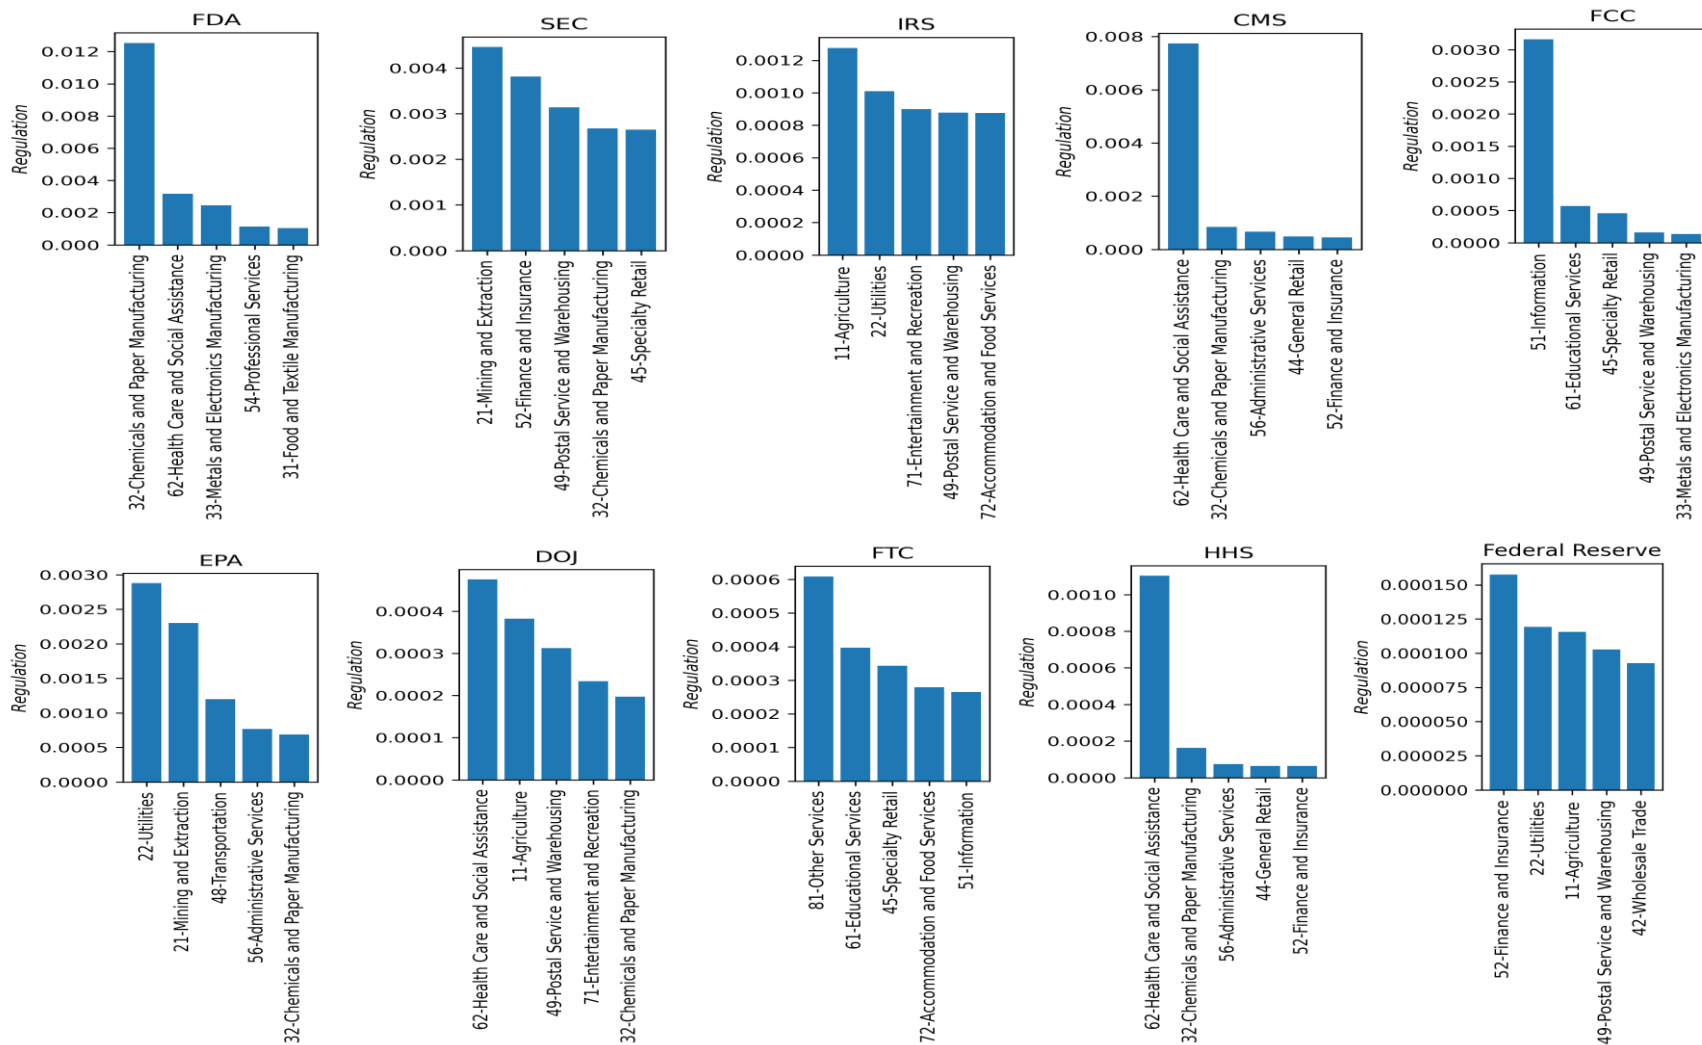 FDA
Regulation
0.012
0.010
0.008
0.006
0.004
0.002
0.000
32-Chemicals and Paper Manufacturing
62-Health Care and Social Assistance
33-Metals and Electronics Manufacturing
54-Professional Services
31-Food and Textile Manufacturing
SEC
Regulation
0.004
0.003
0.002
0.001
0.000
21-Mining and Extraction
52-Finance and Insurance
49-Postal Service and Warehousing
32-Chemicals and Paper Manufacturing
45-Specialty Retail
IRS
Regulation
0.0012
0.0010
0.0008
0.0006
0.0004
0.0002
0.0000
11-Agriculture
22-Utilities
71-Entertainment and Recreation
49-Postal Service and Warehousing
72-Accommodation and Food Services
CMS
Regulation
0.008
0.006
0.004
0.002
0.000
62-Health Care and Social Assistance
32-Chemicals and Paper Manufacturing
56-Administrative Services
44-General Retail
52-Finance and Insurance
FCC
Regulation
0.0030
0.0025
0.0020
0.0015
0.0010
0.0005
0.0000
51-Information
61-Educational Services
45-Specialty Retail
49-Postal Service and Warehousing
33-Metals and Electronics Manufacturing
EPA
Regulation
0.0030
0.0025
0.0020
0.0015
0.0010
0.0005
0.0000
22-Utilities
21-Mining and Extraction
48-Transportation
56-Administrative Services
32-Chemicals and Paper Manufacturing
DOJ
Regulation
0.0004
0.0003
0.0002
0.0001
0.0000
62-Health Care and Social Assistance
11-Agriculture
49-Postal Service and Warehousing
71-Entertainment and Recreation
32-Chemicals and Paper Manufacturing
FTC
Regulation
0.0006
0.0005
0.0004
0.0003
0.0002
0.0001
0.0000
81-Other Services
61-Educational Services
45-Specialty Retail
72-Accommodation and Food Services
51-Information
HHS
Regulation
0.0010
0.0008
0.0006
0.0004
0.0002
0.0000
62-Health Care and Social Assistance
32-Chemicals and Paper Manufacturing
56-Administrative Services
44-General Retail
52-Finance and Insurance
Federal Reserve
Regulation
0.000150
0.000125
0.000100
0.000075
0.000050
0.000025
0.000000
52-Finance and Insurance
22-Utilities
11-Agriculture
49-Postal Service and Warehousing
42-Wholesale Trade